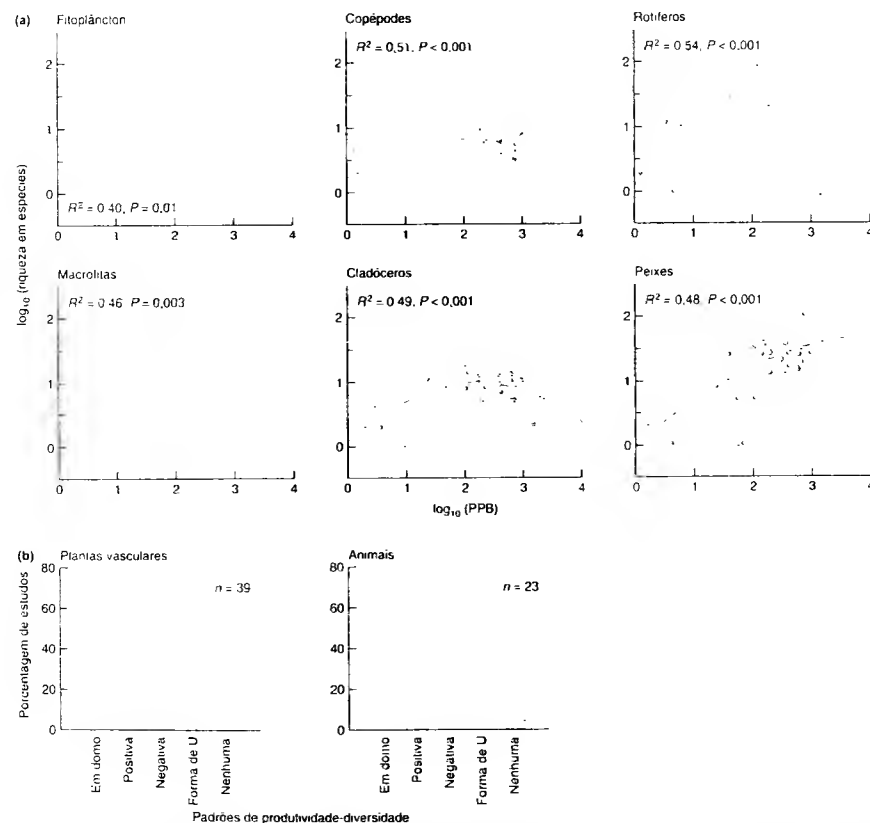 (a) Fitoplâncton
2
1
0
R² = 0.40, P = 0.01
0 1 2 3 4
Copépodes
R² = 0,51, P < 0.001
2
1
0
0 1 2 3 4
Rotíferos
R² = 0 54, P < 0.001
2
1
0
0 1 2 3 4
log₁₀ (riqueza em espécies)
Macrolitas
R² = 0 46 P = 0,003
2
1
0
0 1 2 3 4
Cladóceros
R² = 0 49, P < 0.001
2
1
0
0 1 2 3 4
log₁₀ (PPB)
Peixes
R² = 0,48, P < 0.001
2
1
0
0 1 2 3 4
(b) Plantas vasculares
Porcentagem de estudos
80
60
40
20
0
n = 39
Em domo
Positiva
Negativa
Forma de U
Nenhuma
Animais
80
60
40
20
0
n = 23
Em domo
Positiva
Negativa
Forma de U
Nenhuma
Padrões de produtividade-diversidade